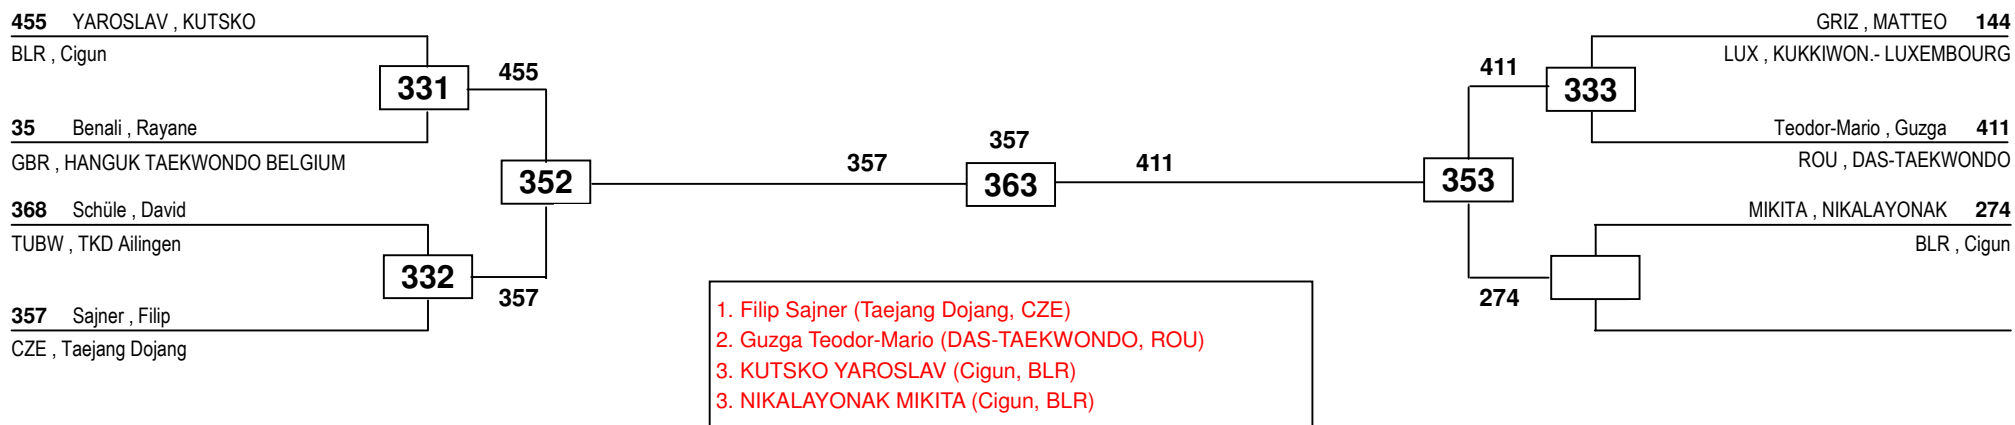 455 YAROSLAV , KUTSKO
BLR , Cigun
331
455
35 Benali , Rayane
GBR , HANGUK TAEKWONDO BELGIUM
352
368 Schüle , David
TUBW , TKD Ailingen
332
357
357 Sajner , Filip
CZE , Taejang Dojang
357
357
363
411
GRIZ , MATTEO 144
LUX , KUKKIWON.- LUXEMBOURG
411
333
Teodor-Mario , Guzga 411
ROU , DAS-TAEKWONDO
353
MIKITA , NIKALAYONAK 274
BLR , Cigun
274
1. Filip Sajner (Taejang Dojang, CZE)
2. Guzga Teodor-Mario (DAS-TAEKWONDO, ROU)
3. KUTSKO YAROSLAV (Cigun, BLR)
3. NIKALAYONAK MIKITA (Cigun, BLR)